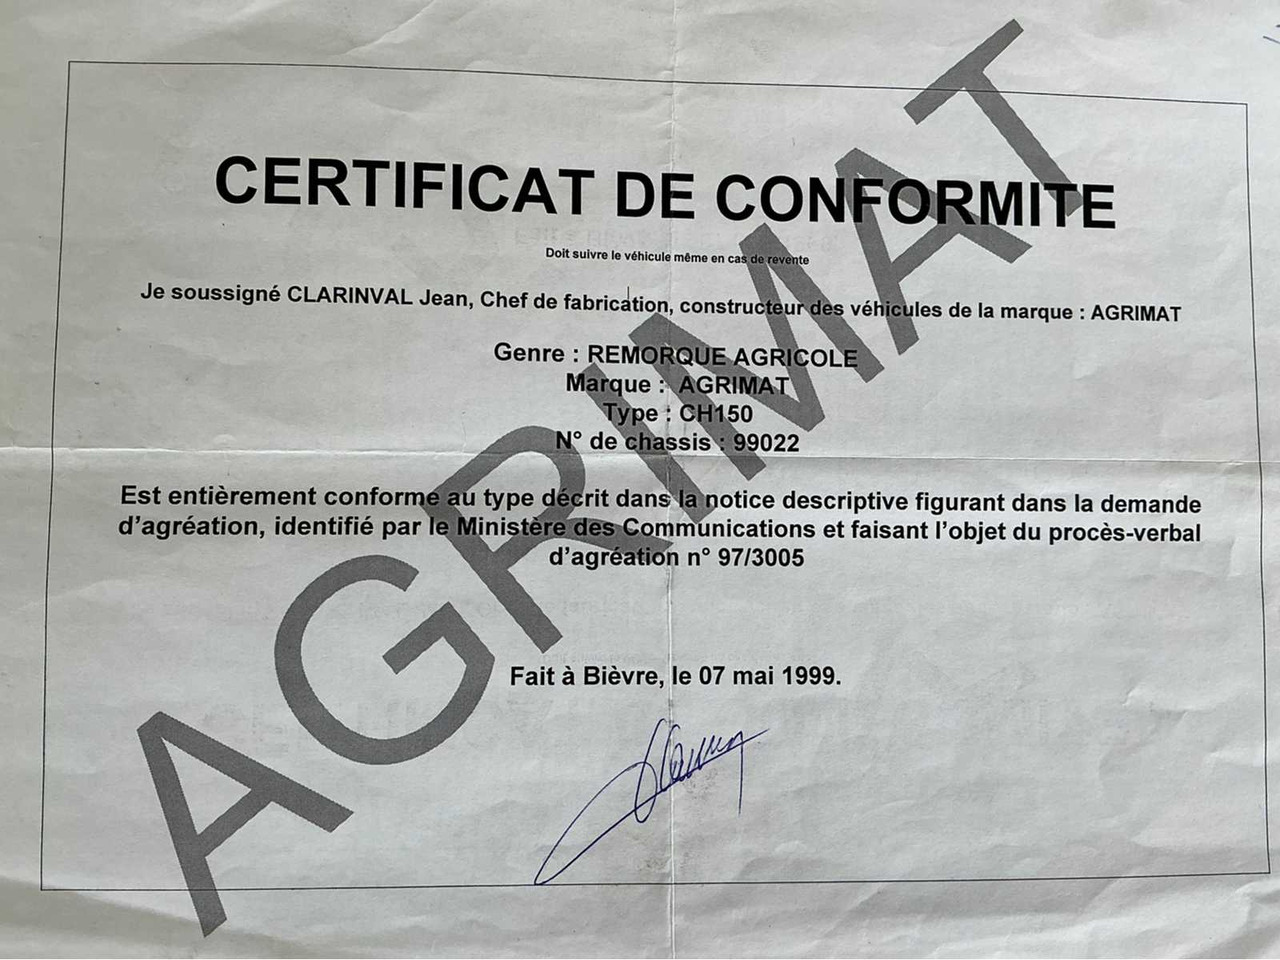 CERTIFICAT DE CONFORMITE
Doit suivre le véhicule même en cas de revente
Je soussigné CLARINVAL Jean, Chef de fabrication, constructeur des véhicules de la marque : AGRIMAT
Genre : REMORQUE AGRICOLE
Marque : AGRIMAT
Type : CH150
N° de chassis : 99022
Est entièrement conforme au type décrit dans la notice descriptive figurant dans la demande
d’agréation, identifié par le Ministère des Communications et faisant l’objet du procès-verbal
d’agréation n° 97/3005
Fait à Bièvre, le 07 mai 1999.
AGRIMAT